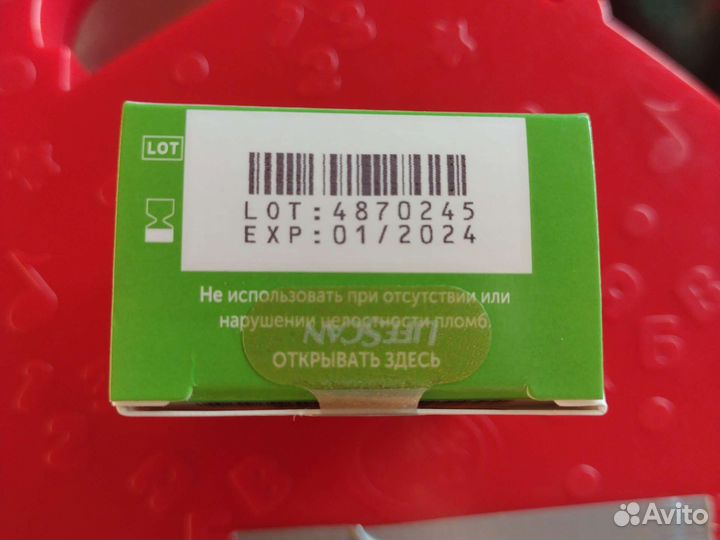 LOT
LOT:4870245
EXP:01/2024
Не использовать при отсутствии или
нарушении целостности пломб
LIFESCAN
ОТКРЫВАТЬ ЗДЕСЬ
Avito